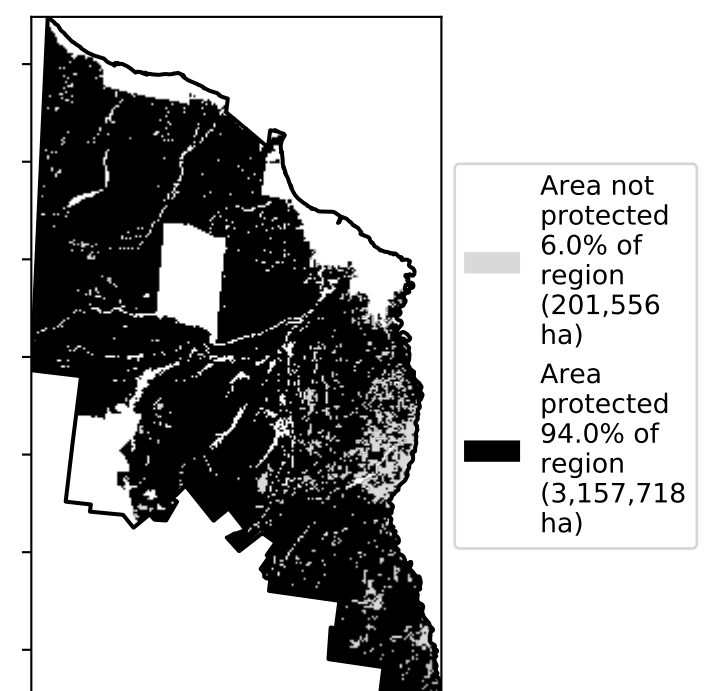 Area not
protected
6.0% of
region
(201,556
ha)
Area
protected
94.0% of
region
(3,157,718
ha)